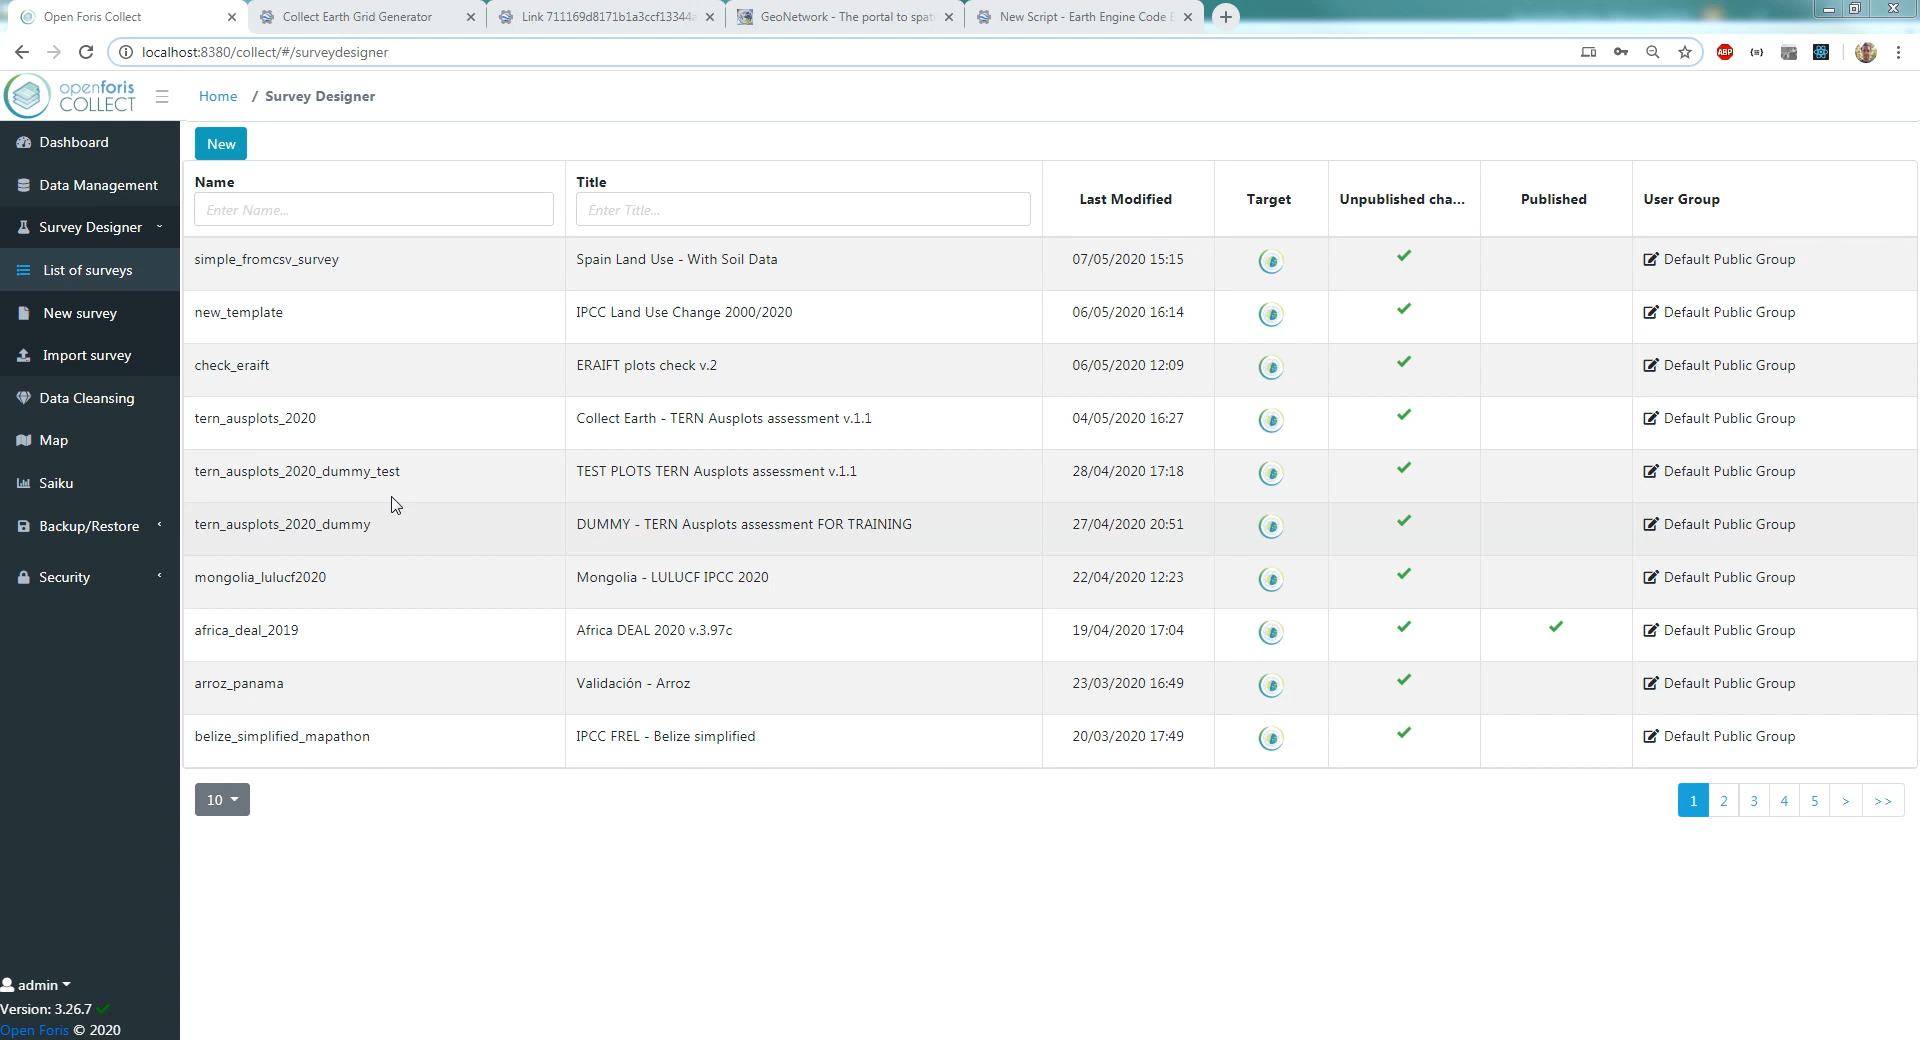 Open Foris Collect
Collect Earth Grid Generator
Link 711169d8171b1a3ccf13344
GeoNetwork - The portal to spat
New Script - Earth Engine Code E
localhost:8380/collect/#/surveydesigner
ABP
openforis
COLLECT
Home / Survey Designer
Dashboard
Data Management
Survey Designer
List of surveys
New survey
Import survey
Data Cleansing
Map
Saiku
Backup/Restore
Security
admin
Version: 3.26.7
Open Foris © 2020
New
Name Title Last Modified Target Unpublished cha... Published User Group
Enter Name... Enter Title...
simple_fromcsv_survey Spain Land Use - With Soil Data 07/05/2020 15:15 Default Public Group
new_template IPCC Land Use Change 2000/2020 06/05/2020 16:14 Default Public Group
check_eraift ERAIFT plots check v.2 06/05/2020 12:09 Default Public Group
tern_ausplots_2020 Collect Earth - TERN Ausplots assessment v.1.1 04/05/2020 16:27 Default Public Group
tern_ausplots_2020_dummy_test TEST PLOTS TERN Ausplots assessment v.1.1 28/04/2020 17:18 Default Public Group
tern_ausplots_2020_dummy DUMMY - TERN Ausplots assessment FOR TRAINING 27/04/2020 20:51 Default Public Group
mongolia_lulucf2020 Mongolia - LULUCF IPCC 2020 22/04/2020 12:23 Default Public Group
africa_deal_2019 Africa DEAL 2020 v.3.97c 19/04/2020 17:04 Default Public Group
arroz_panama Validación - Arroz 23/03/2020 16:49 Default Public Group
belize_simplified_mapathon IPCC FREL - Belize simplified 20/03/2020 17:49 Default Public Group
10
1 2 3 4 5 > >>